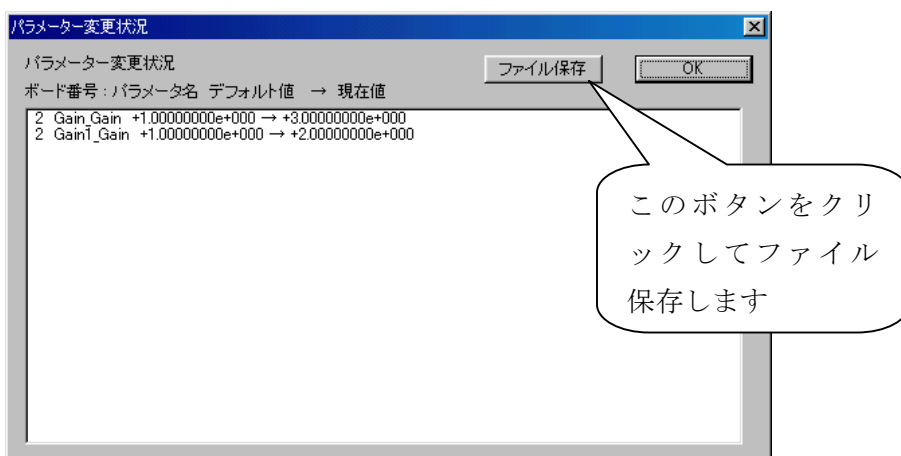 パラメーター変更状況
パラメーター変更状況
ファイル保存
OK
ボード番号:パラメータ名 デフォルト値 → 現在値
2 Gain_Gain +1.00000000e+000 → +3.00000000e+000
2 Gain1_Gain +1.00000000e+000 → +2.00000000e+000
このボタンをクリ
ックしてファイル
保存します